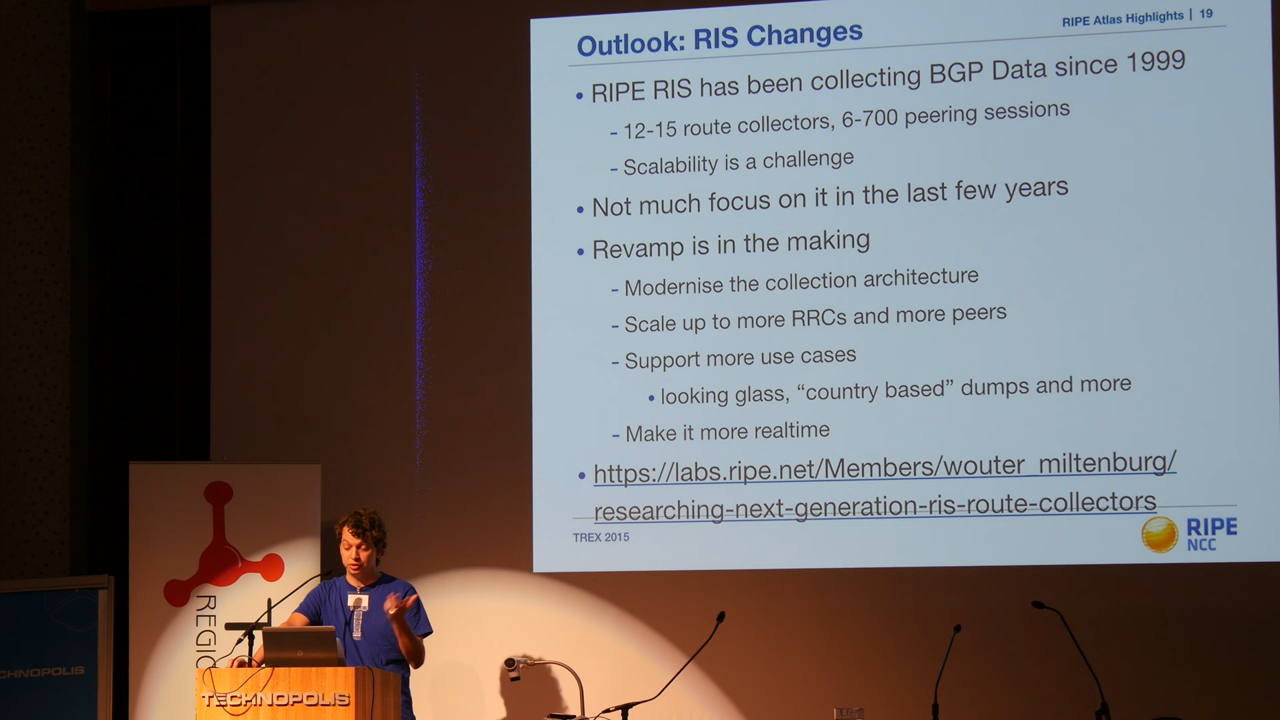 RIPE Atlas Highlights | 19
Outlook: RIS Changes
• RIPE RIS has been collecting BGP Data since 1999
- 12-15 route collectors, 6-700 peering sessions
- Scalability is a challenge
• Not much focus on it in the last few years
• Revamp is in the making
- Modernise the collection architecture
- Scale up to more RRCs and more peers
- Support more use cases
• looking glass, “country based” dumps and more
- Make it more realtime
• https://labs.ripe.net/Members/wouter_miltenburg/
researching-next-generation-ris-route-collectors
TREX 2015
RIPE
NCC
REGIO
CHNOPOLIS
TECHNOPOLIS